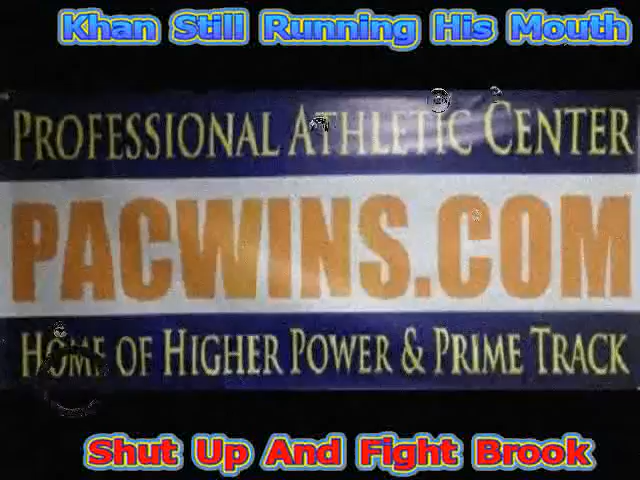 Khan Still Running His Mouth
PROFESSIONAL ATHLETIC CENTER
PACWINS.COM
HOME OF HIGHER POWER & PRIME TRACK
Shut Up And Fight Brook